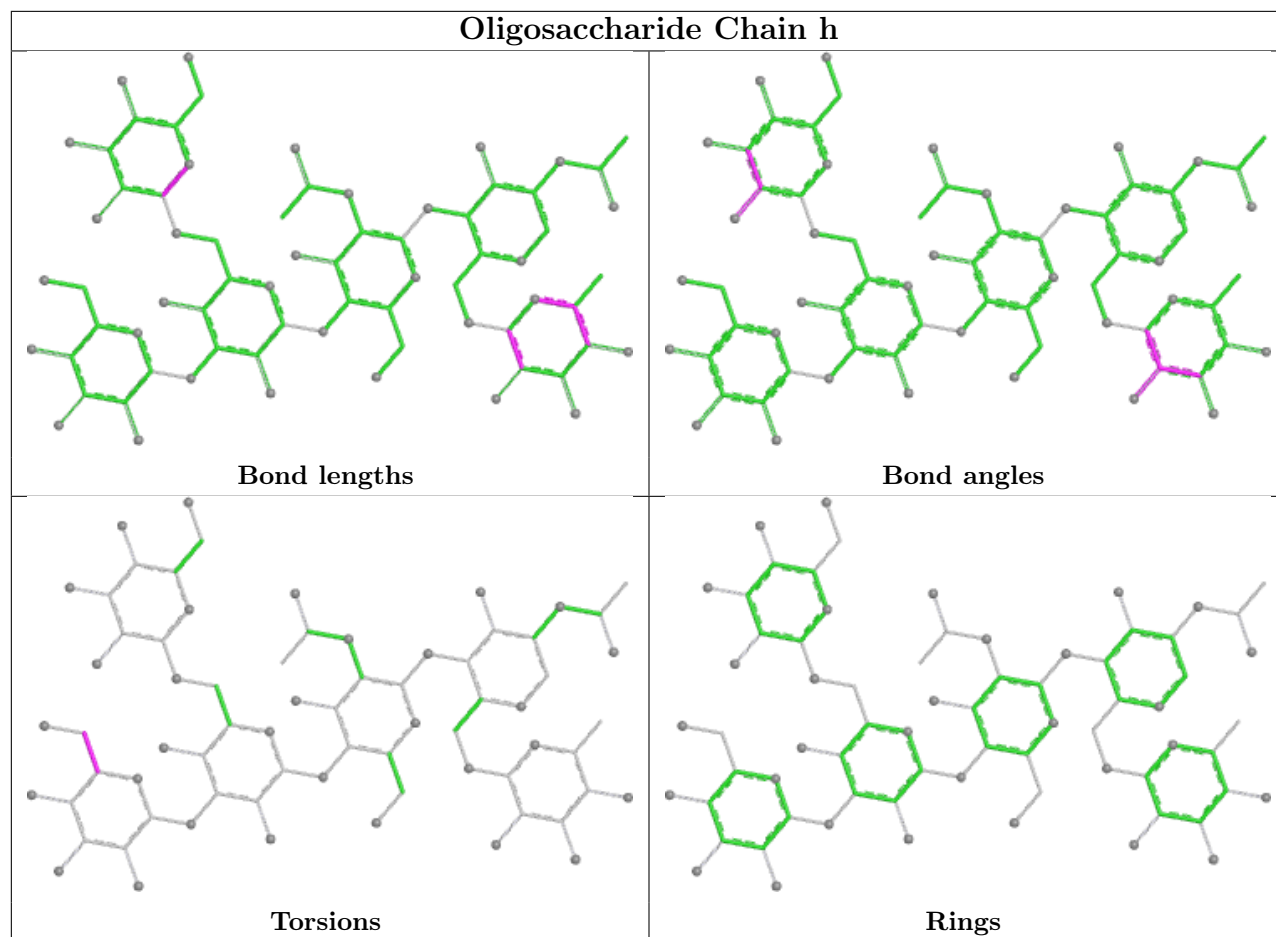 Oligosaccharide Chain h
Bond lengths
Bond angles
Torsions
Rings